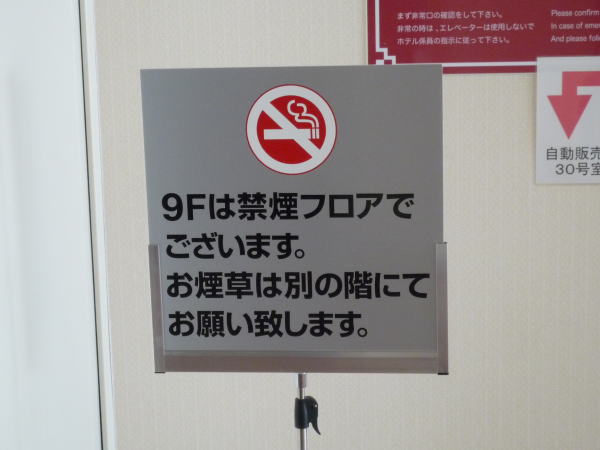 まず非常口の確認をして下さい。
非常の時は、エレベーターは使用しないで
ホテル係員の指示に従って下さい。
Please confirm
In case of
And please
自動販売
30号室
9Fは禁煙フロアで
ございます。
お煙草は別の階にて
お願い致します。